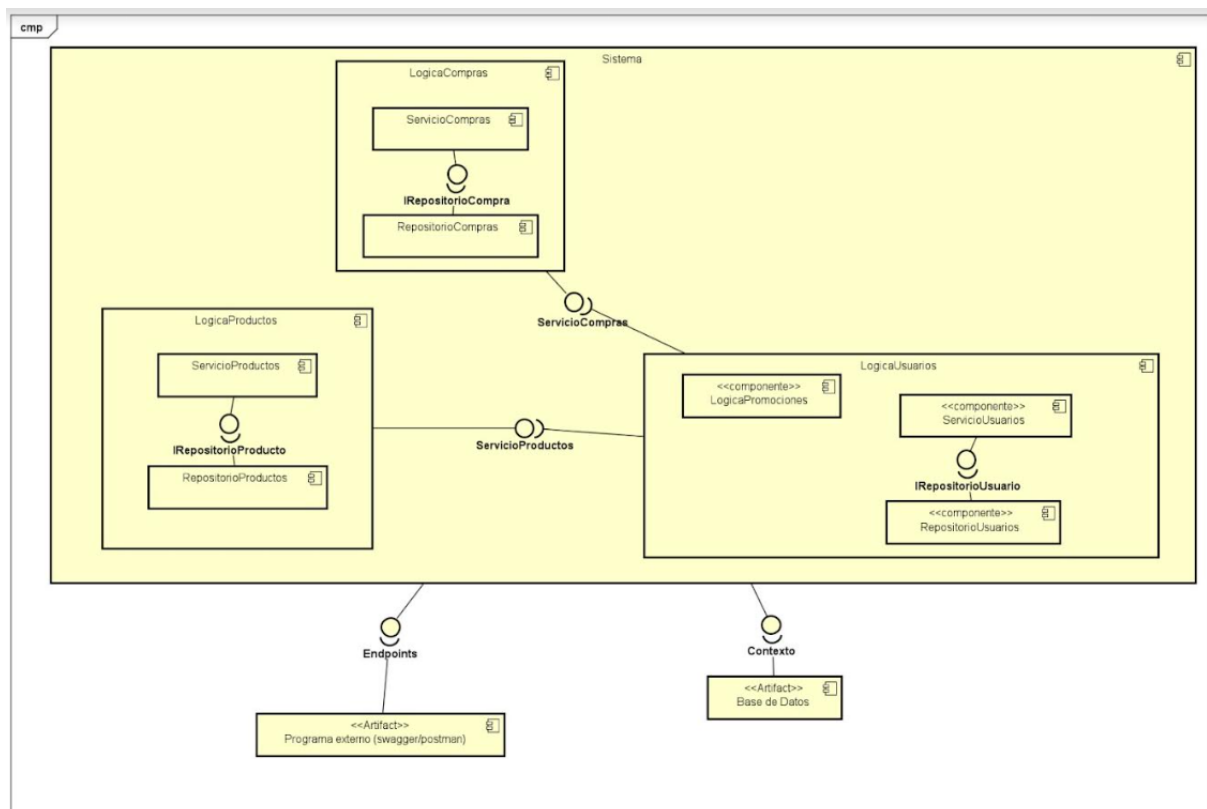 cmp
Sistema
LogicaCompras
ServicioCompras
IRepositorioCompra
RepositorioCompras
ServicioCompras
LogicaProductos
ServicioProductos
IRepositorioProducto
RepositorioProductos
ServicioProductos
LogicaUsuarios
<<componente>>
LogicaPromociones
<<componente>>
ServicioUsuarios
IRepositorioUsuario
<<componente>>
RepositorioUsuarios
Endpoints
Contexto
<<Artifact>>
Base de Datos
<<Artifact>>
Programa externo (swagger/postman)